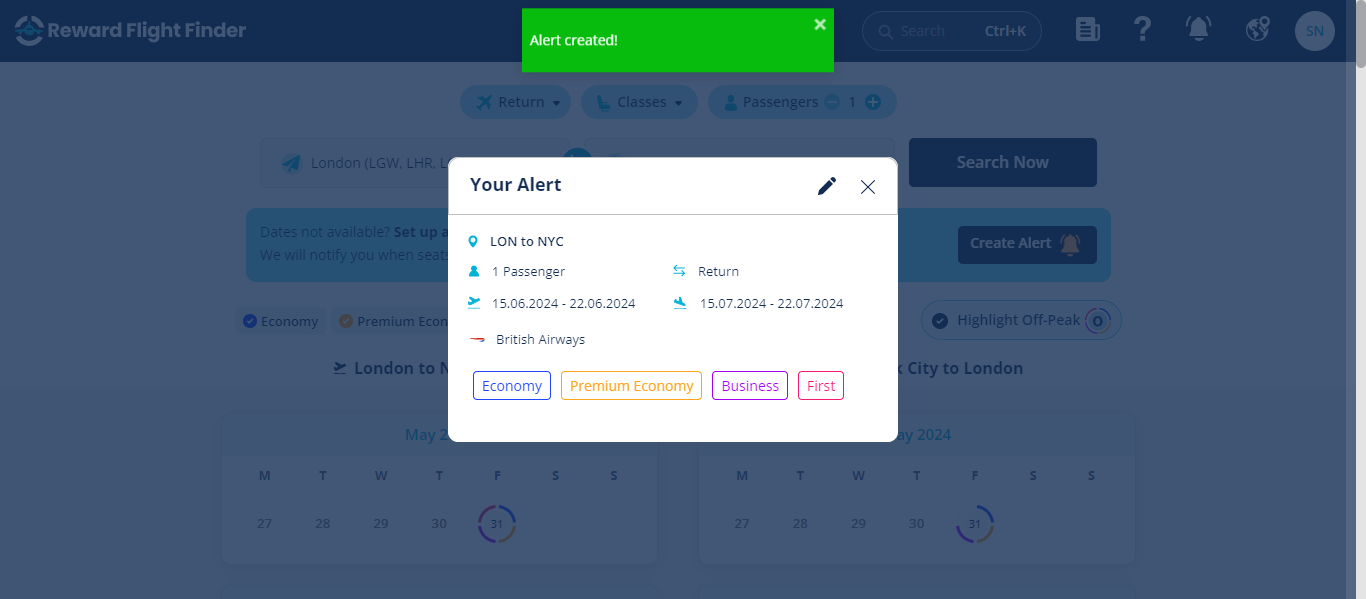 Reward Flight Finder
Alert created!
Search Ctrl+K
SN
Return
Classes
Passengers 1
London (LGW, LHR, L
Search Now
Your Alert
Dates not available? Set up a
We will notify you when seats
Create Alert
LON to NYC
1 Passenger Return
15.06.2024 - 22.06.2024 15.07.2024 - 22.07.2024
British Airways
Economy Premium Economy Business First
Economy
Premium Econ
Highlight Off-Peak
London to N
City to London
May 2
ay 2024
M T W T F S S
M T W T F S S
27 28 29 30 31
27 28 29 30 31